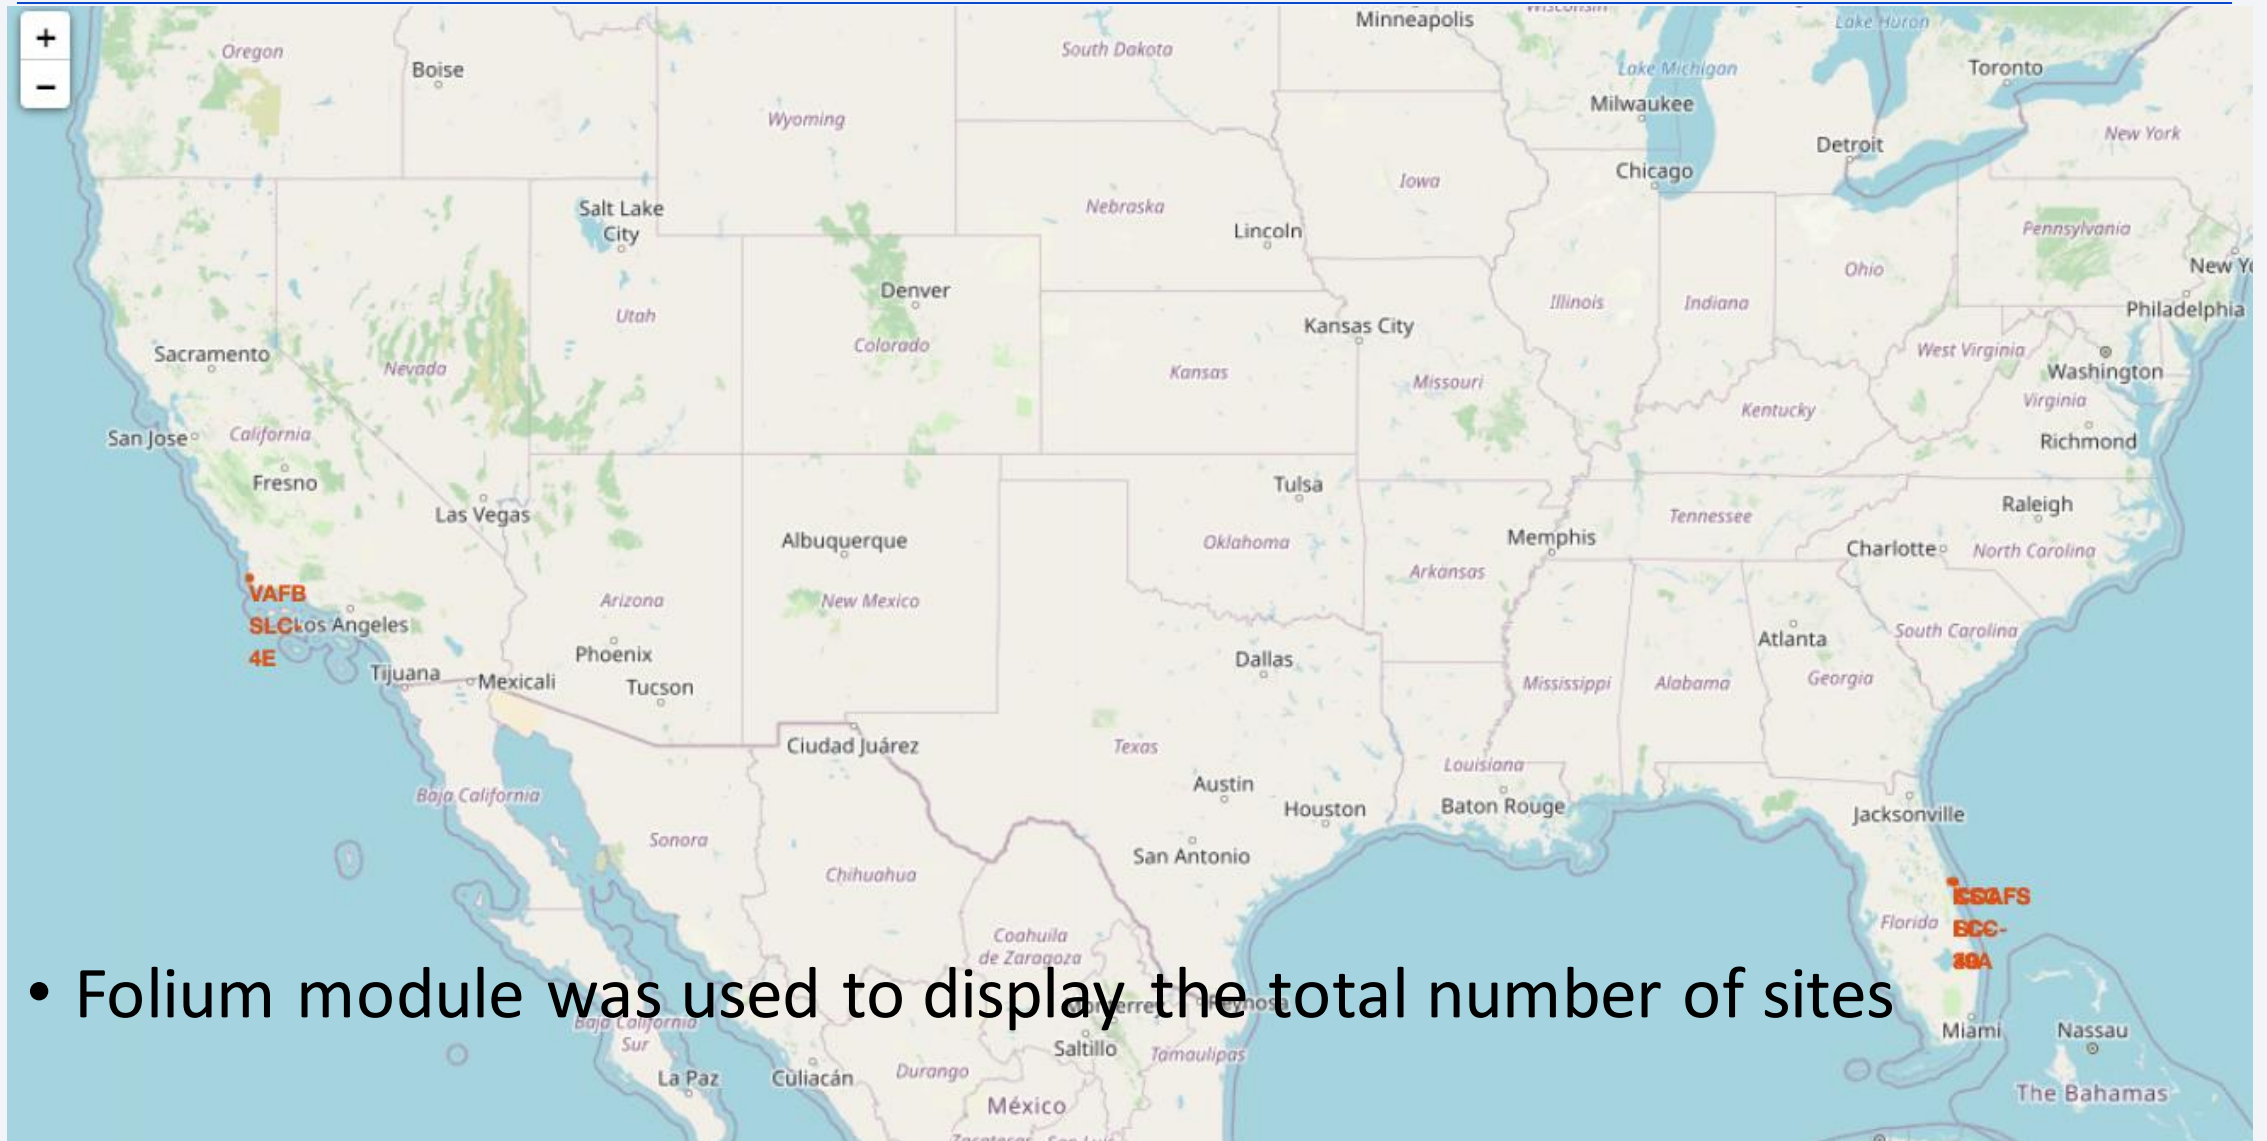 +
−
Oregon
Boise
South Dakota
Minneapolis
Wisconsin
Lake Huron
Lake Michigan
Toronto
Milwaukee
Wyoming
New York
Detroit
Chicago
Iowa
Salt Lake
City
Nebraska
Lincoln
Pennsylvania
Ohio
New Y
Denver
Illinois
Indiana
Philadelphia
Utah
Kansas City
Colorado
Sacramento
Nevada
Kansas
Missouri
West Virginia
Washington
Virginia
Kentucky
San Jose
California
Richmond
Fresno
Tulsa
Las Vegas
Raleigh
Tennessee
Albuquerque
Oklahoma
Memphis
Charlotte
North Carolina
Arkansas
VAFB
SLC-
4E
Los Angeles
Arizona
New Mexico
South Carolina
Atlanta
Phoenix
Dallas
Tijuana
Mexicali
Tucson
Mississippi
Alabama
Georgia
Ciudad Juárez
Texas
Louisiana
Austin
Baja California
Houston
Baton Rouge
Jacksonville
Sonora
San Antonio
Chihuahua
Florida
Coahuila
de Zaragoza
• Folium module was used to display the total number of sites
Monterrey
Reynosa
Baja California
Sur
Miami
Nassau
Saltillo
Tamaulipas
La Paz
Culiacán
Durango
The Bahamas
México